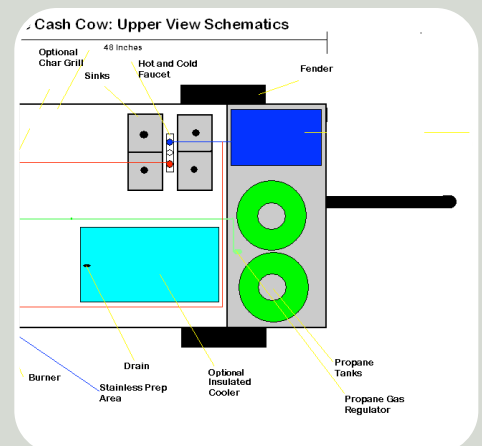 : Cash Cow: Upper View Schematics
48 Inches
Optional
Char Grill
Sinks
Hot and Cold
Faucet
Fender
Drain
Burner
Stainless Prep
Area
Optional
Insulated
Cooler
Propane
Tanks
Propane Gas
Regulator